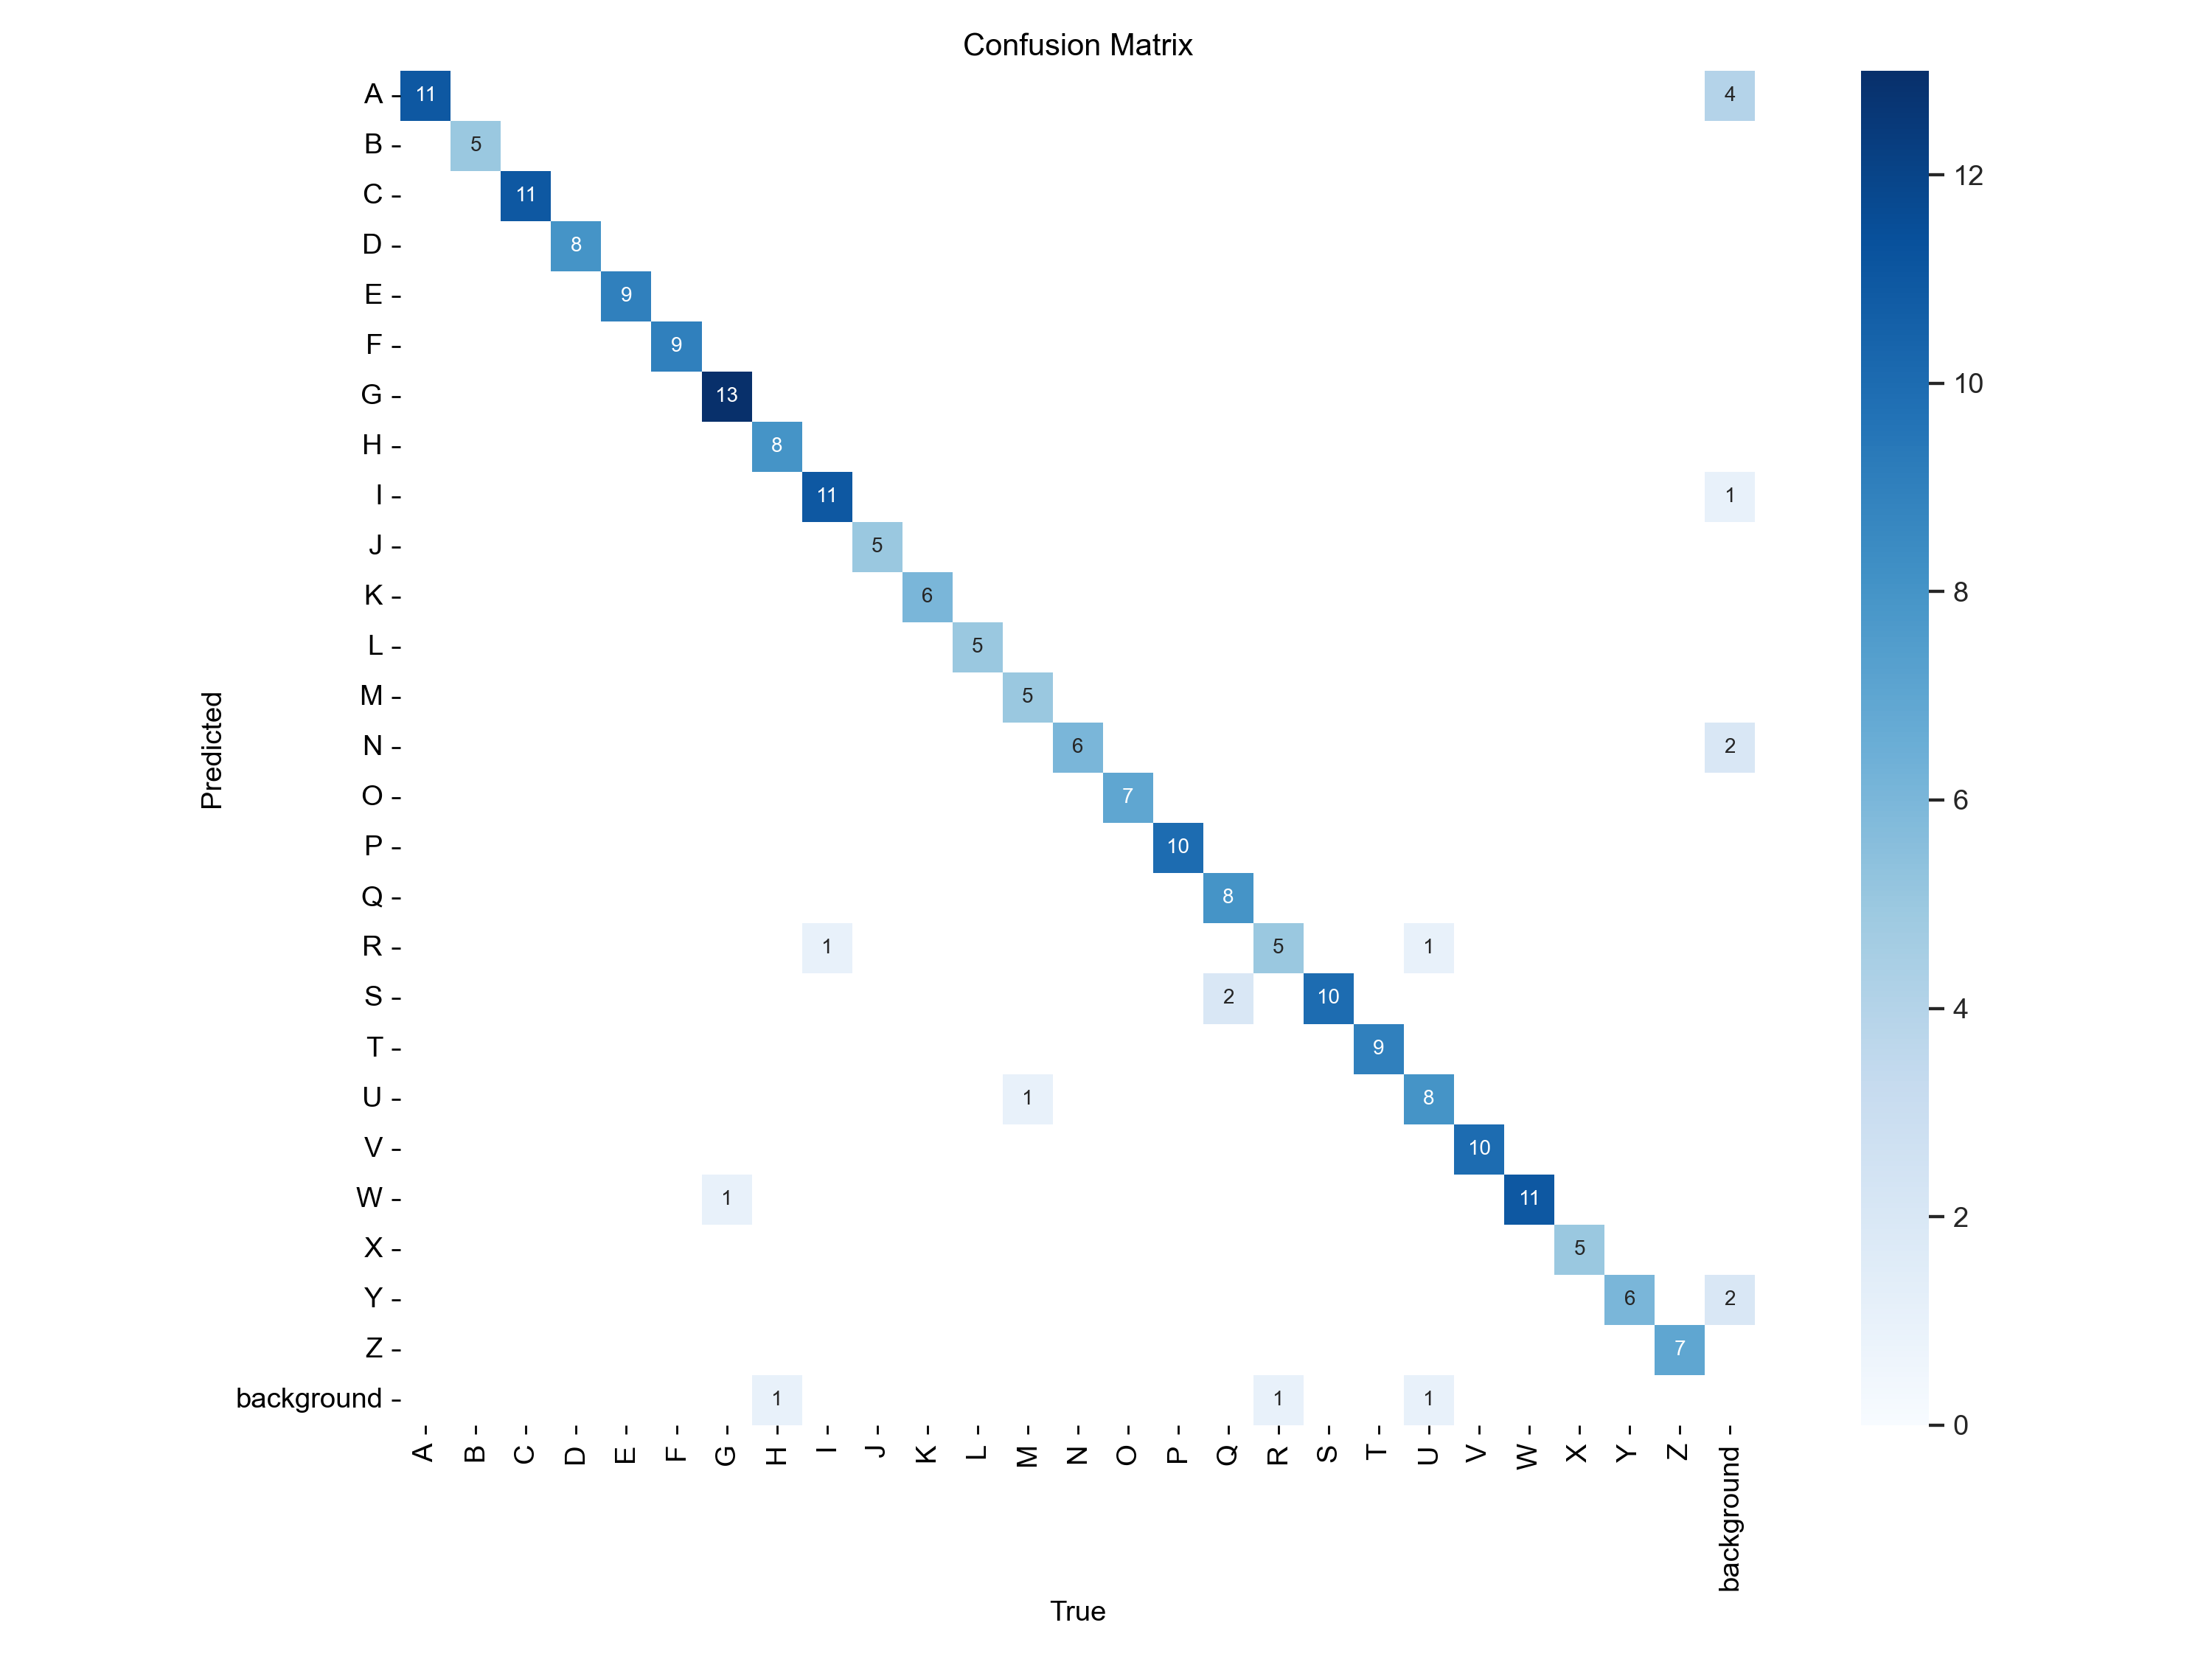 Confusion Matrix
A 11 4
B 5
C 11
12
D 8
E 9
F 9
10
G 13
H 8
I 11 1
J 5
K 6
8
L 5
M 5
Predicted
N 6 2
O 7
6
P 10
Q 8
R 1 5 1
S 2 10
4
T 9
U 1 8
V 10
W 1 11
2
X 5
Y 6 2
Z 7
background 1 1 1
0
A B C D E F G H I J K L M N O P Q R S T U V W X Y Z background
True